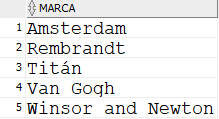 MARCA
1 Amsterdam
2 Rembrandt
3 Titán
4 Van Gogh
5 Winsor and Newton